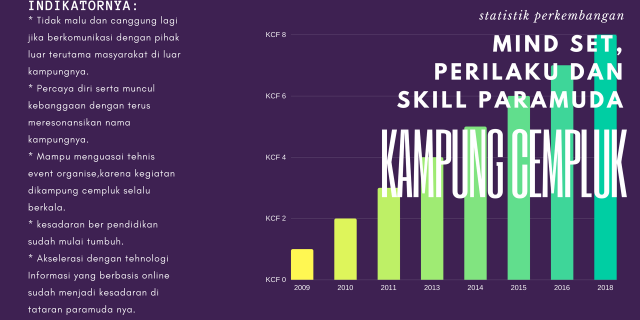 INDIKATORNYA:
* Tidak malu dan canggung lagi
jika berkomunikasi dengan pihak
luar terutama masyarakat di luar
kampungnya.
* Percaya diri serta muncul
kebanggaan dengan terus
meresonansikan nama
kampungnya.
* Mampu menguasai tehnis
event organise,karena kegiatan
dikampung cempluk selalu
berkala.
* kesadaran ber pendidikan
sudah mulai tumbuh.
* Akselerasi dengan tehnologi
Informasi yang berbasis online
sudah menjadi kesadaran di
tataran paramuda nya.
statistik perkembangan
MIND SET,
PERILAKU DAN
SKILL PARAMUDA
KAMPUNG CEMPLUK
KCF 8
KCF 6
KCF 4
KCF 2
KCF 0
2009 2010 2011 2013 2014 2015 2016 2018